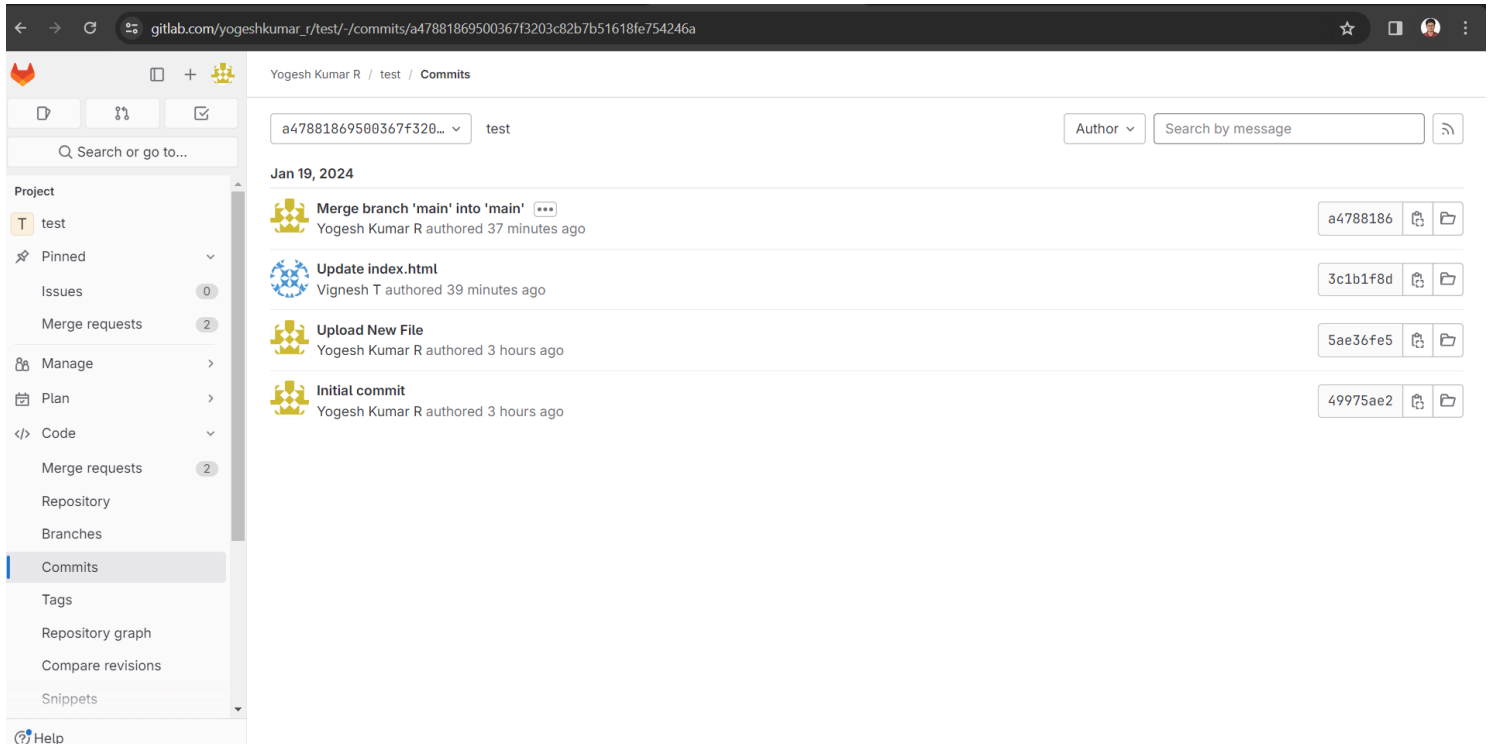 gitlab.com/yogeshkumar_r/test/-/commits/a47881869500367f3203c82b7b51618fe754246a
Search or go to...
Project
T test
Pinned
Issues 0
Merge requests 2
Manage
Plan
Code
Merge requests 2
Repository
Branches
Commits
Tags
Repository graph
Compare revisions
Snippets
Help
Yogesh Kumar R / test / Commits
a47881869500367f320… test
Author Search by message
Jan 19, 2024
Merge branch 'main' into 'main'
Yogesh Kumar R authored 37 minutes ago
a4788186
Update index.html
Vignesh T authored 39 minutes ago
3c1b1f8d
Upload New File
Yogesh Kumar R authored 3 hours ago
5ae36fe5
Initial commit
Yogesh Kumar R authored 3 hours ago
49975ae2